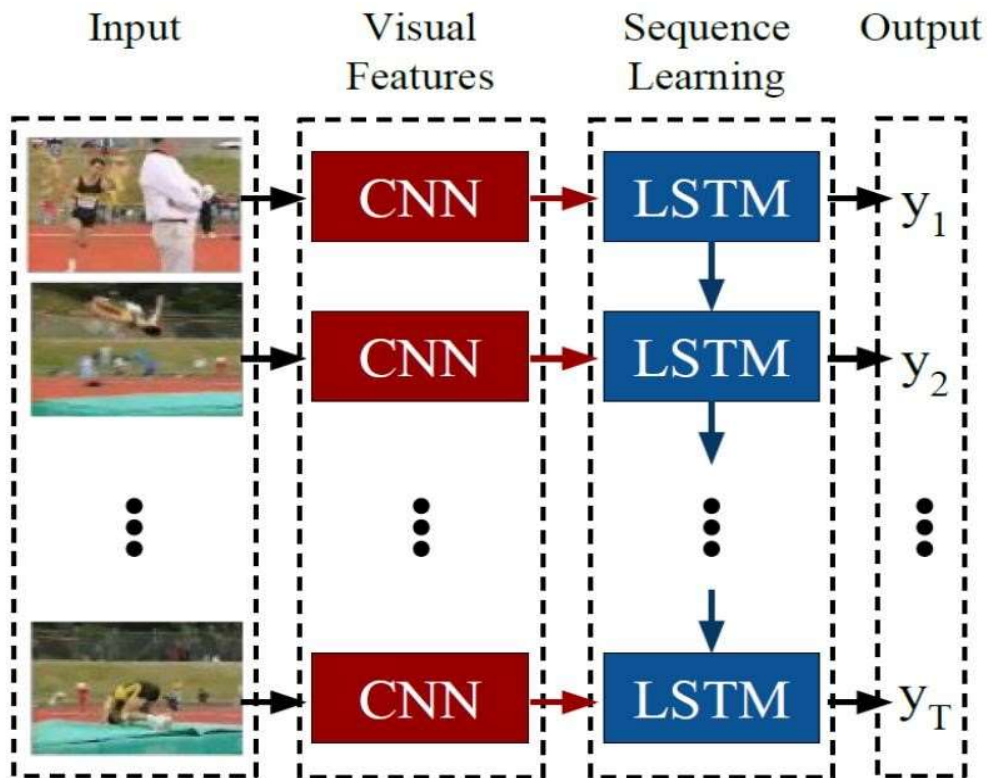 Input
Visual
Features
Sequence
Learning
Output
CNN
LSTM
y1
CNN
LSTM
y2
CNN
LSTM
yT